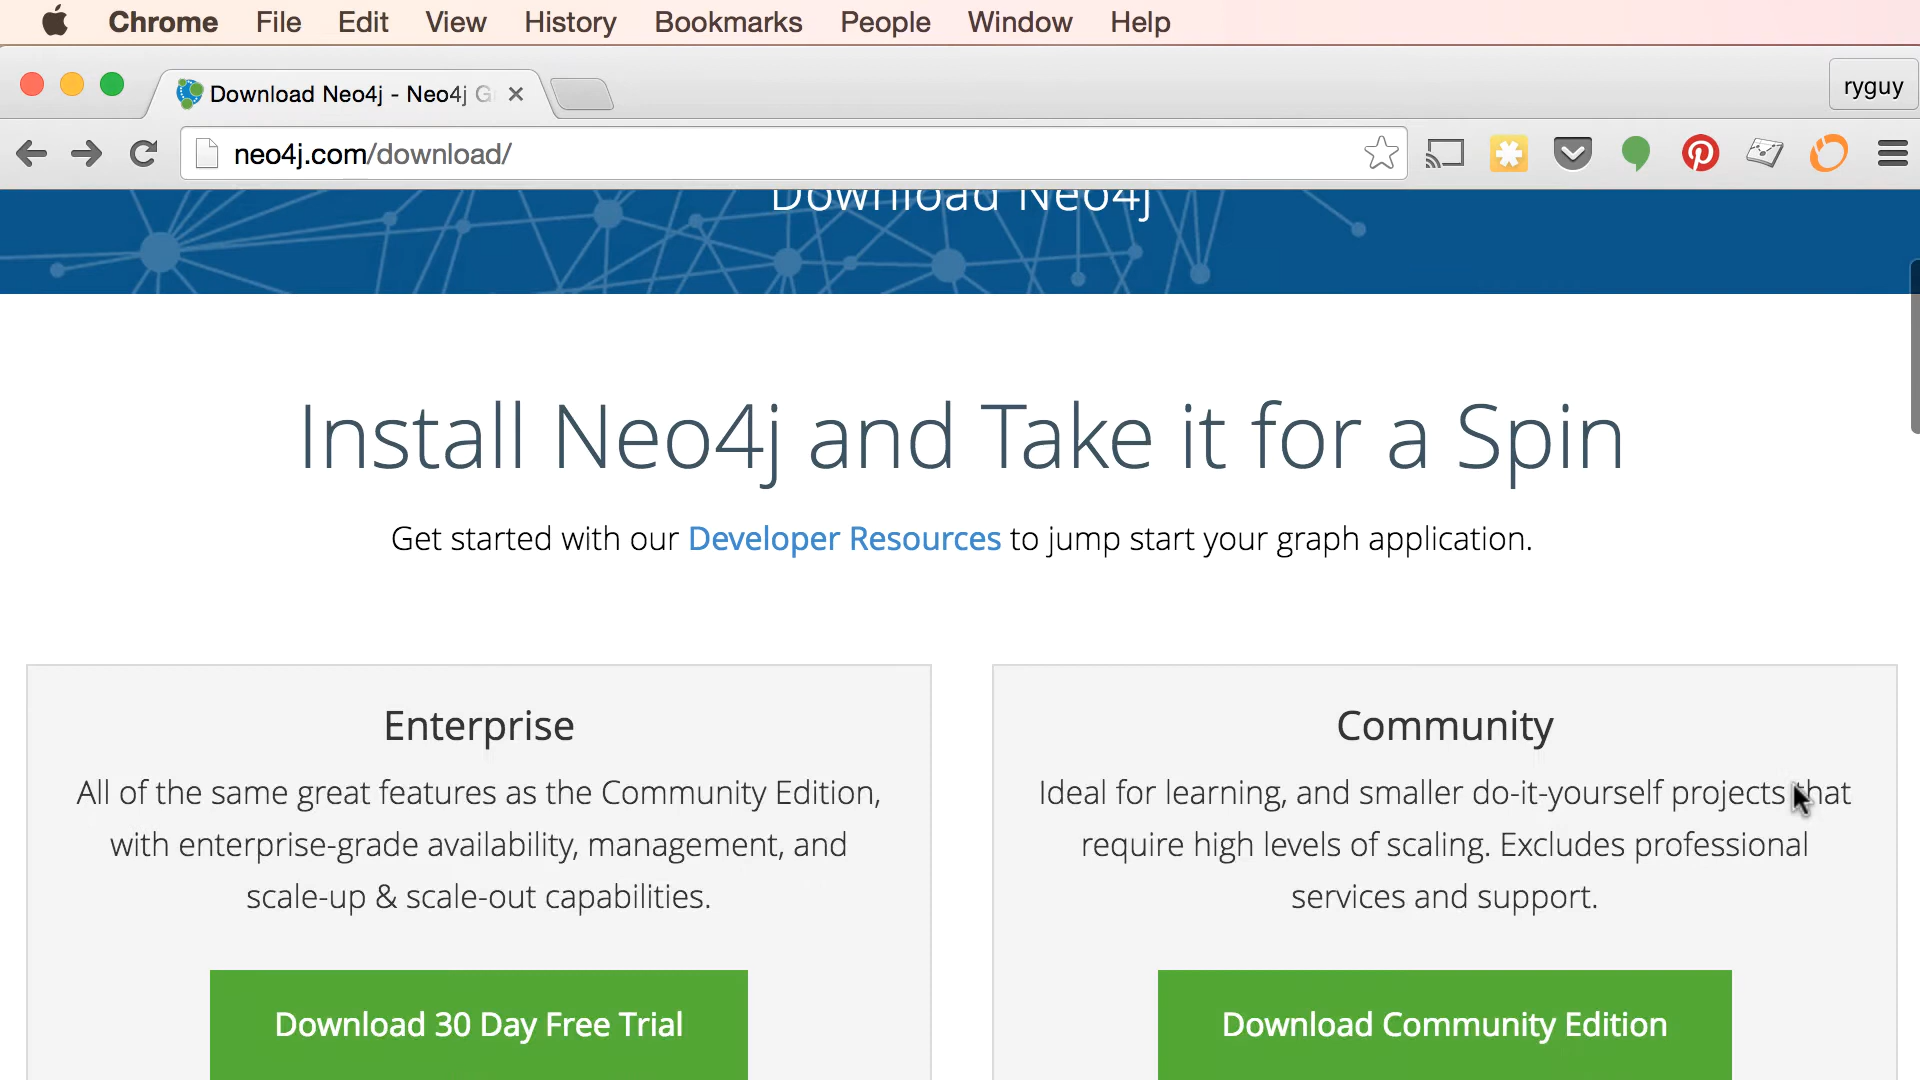 Chrome File Edit View History Bookmarks People Window Help
Download Neo4j - Neo4j G
ryguy
neo4j.com/download/
Download Neo4j
Install Neo4j and Take it for a Spin
Get started with our Developer Resources to jump start your graph application.
Enterprise
All of the same great features as the Community Edition,
with enterprise-grade availability, management, and
scale-up & scale-out capabilities.
Download 30 Day Free Trial
Community
Ideal for learning, and smaller do-it-yourself projects that
require high levels of scaling. Excludes professional
services and support.
Download Community Edition